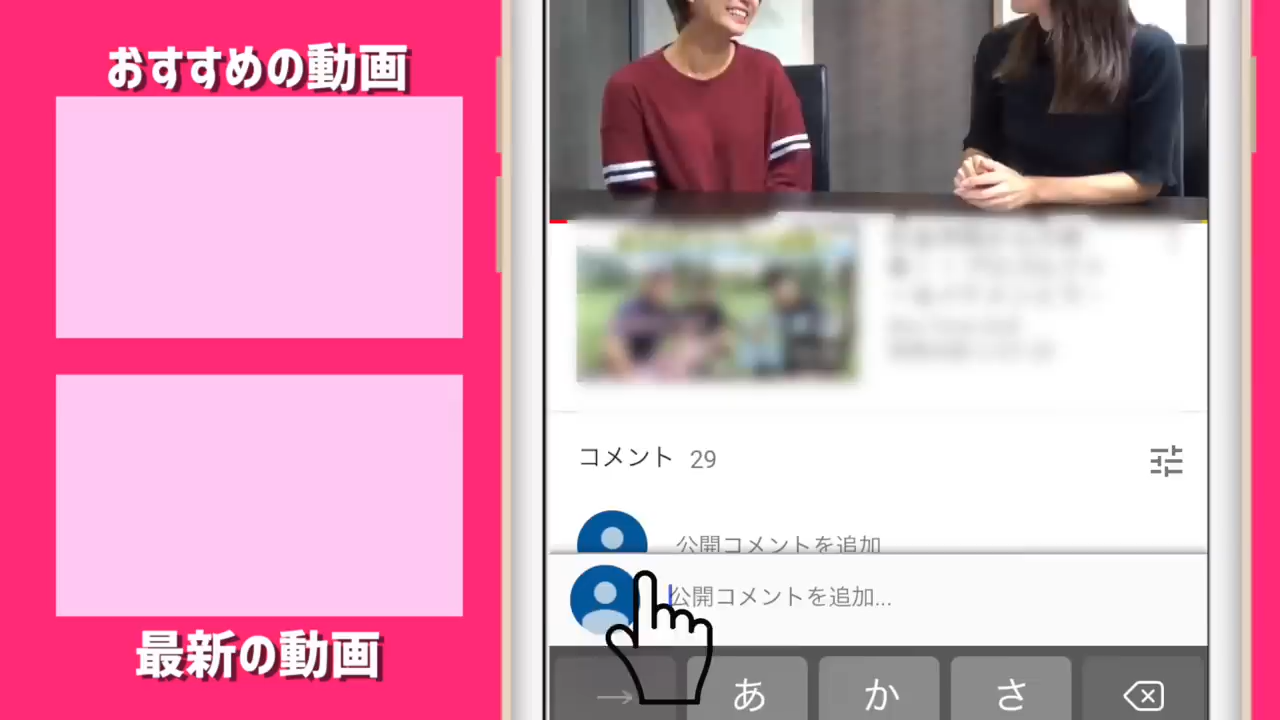 おすすめの動画
最新の動画
コメント 29
公開コメントを追加
公開コメントを追加...
→ あ か さ